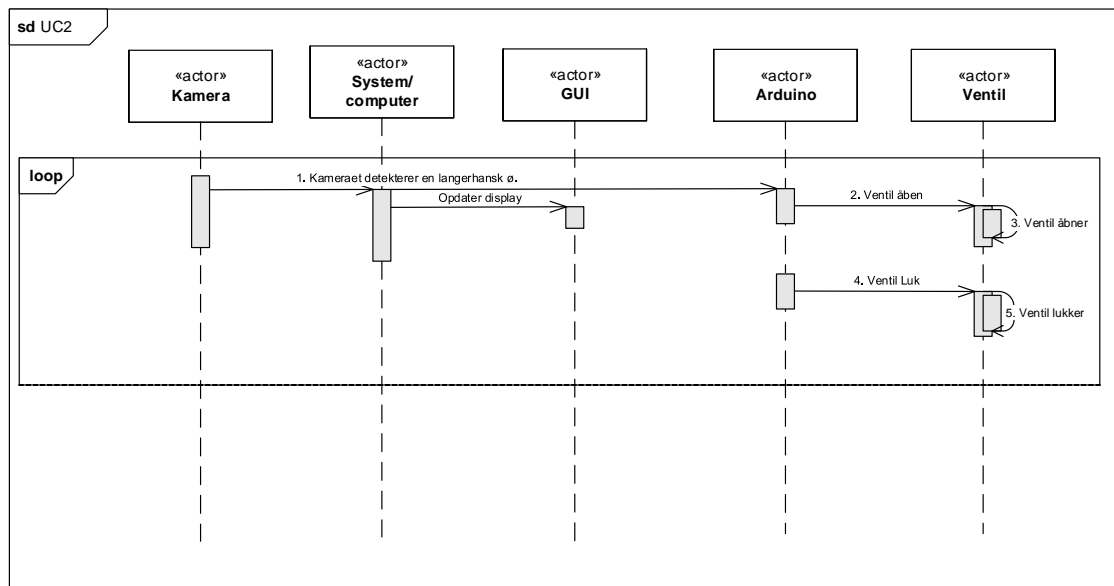 sd UC2
«actor»
Kamera
«actor»
System/
computer
«actor»
GUI
«actor»
Arduino
«actor»
Ventil
loop
1. Kameraet detekterer en langerhansk ø.
Opdater display
2. Ventil åben
3. Ventil åbner
4. Ventil Luk
5. Ventil lukker